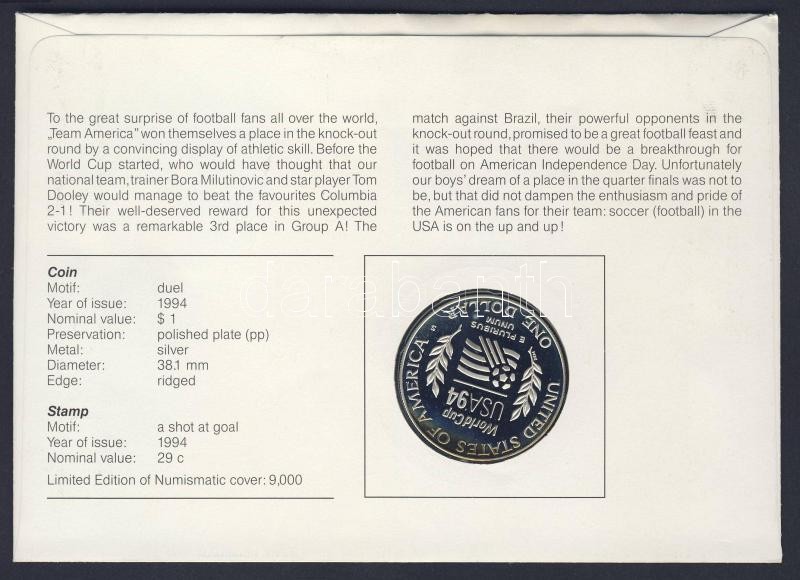 To the great surprise of football fans all over the world,
„Team America” won themselves a place in the knock-out
round by a convincing display of athletic skill. Before the
World Cup started, who would have thought that our
national team, trainer Bora Milutinovic and star player Tom
Dooley would manage to beat the favourites Columbia
2-1! Their well-deserved reward for this unexpected
victory was a remarkable 3rd place in Group A! The
match against Brazil, their powerful opponents in the
knock-out round, promised to be a great football feast and
it was hoped that there would be a breakthrough for
football on American Independence Day. Unfortunately
our boys' dream of a place in the quarter finals was not to
be, but that did not dampen the enthusiasm and pride of
the American fans for their team: soccer (football) in the
USA is on the up and up!
Coin
Motif: duel
Year of issue: 1994
Nominal value: $ 1
Preservation: polished plate (pp)
Metal: silver
Diameter: 38.1 mm
Edge: ridged
Stamp
Motif: a shot at goal
Year of issue: 1994
Nominal value: 29 c
Limited Edition of Numismatic cover: 9,000
UNITED STATES OF AMERICA
WorldCup
USA94
E PLURIBUS
UNUM
S
ONE DOLLAR
darabanth